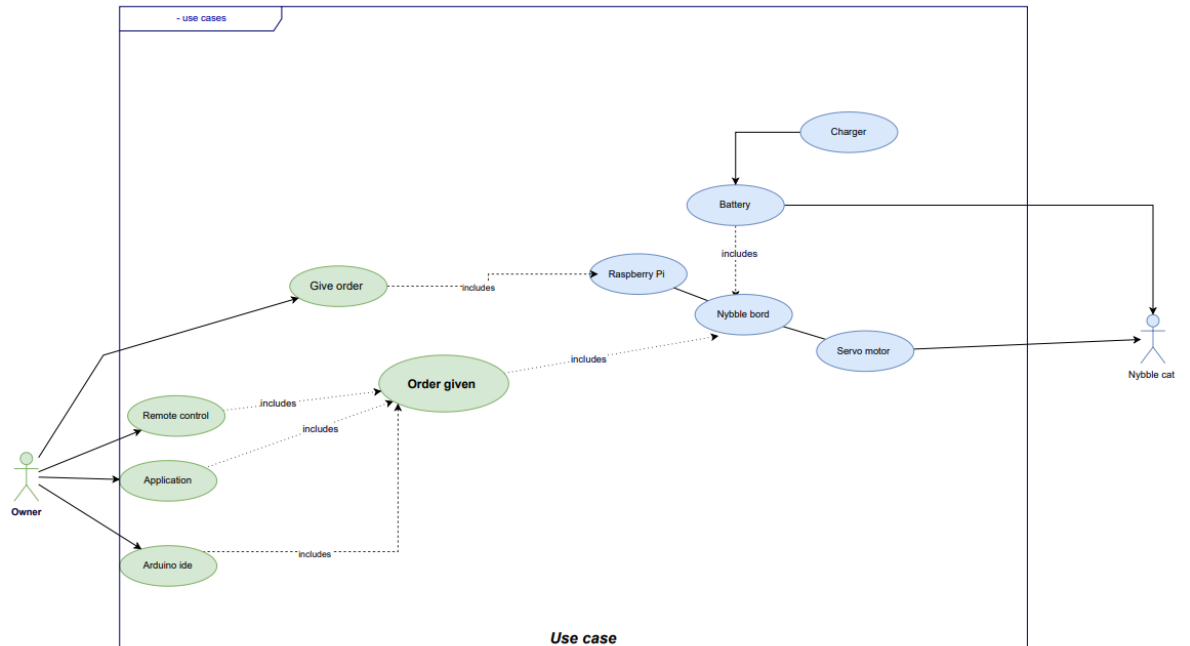 - use cases
Charger
Battery
includes
Raspberry Pi
Give order
includes
Nybble bord
Servo motor
includes
Order given
Nybble cat
Remote control
includes
includes
Application
Owner
includes
Arduino ide
Use case